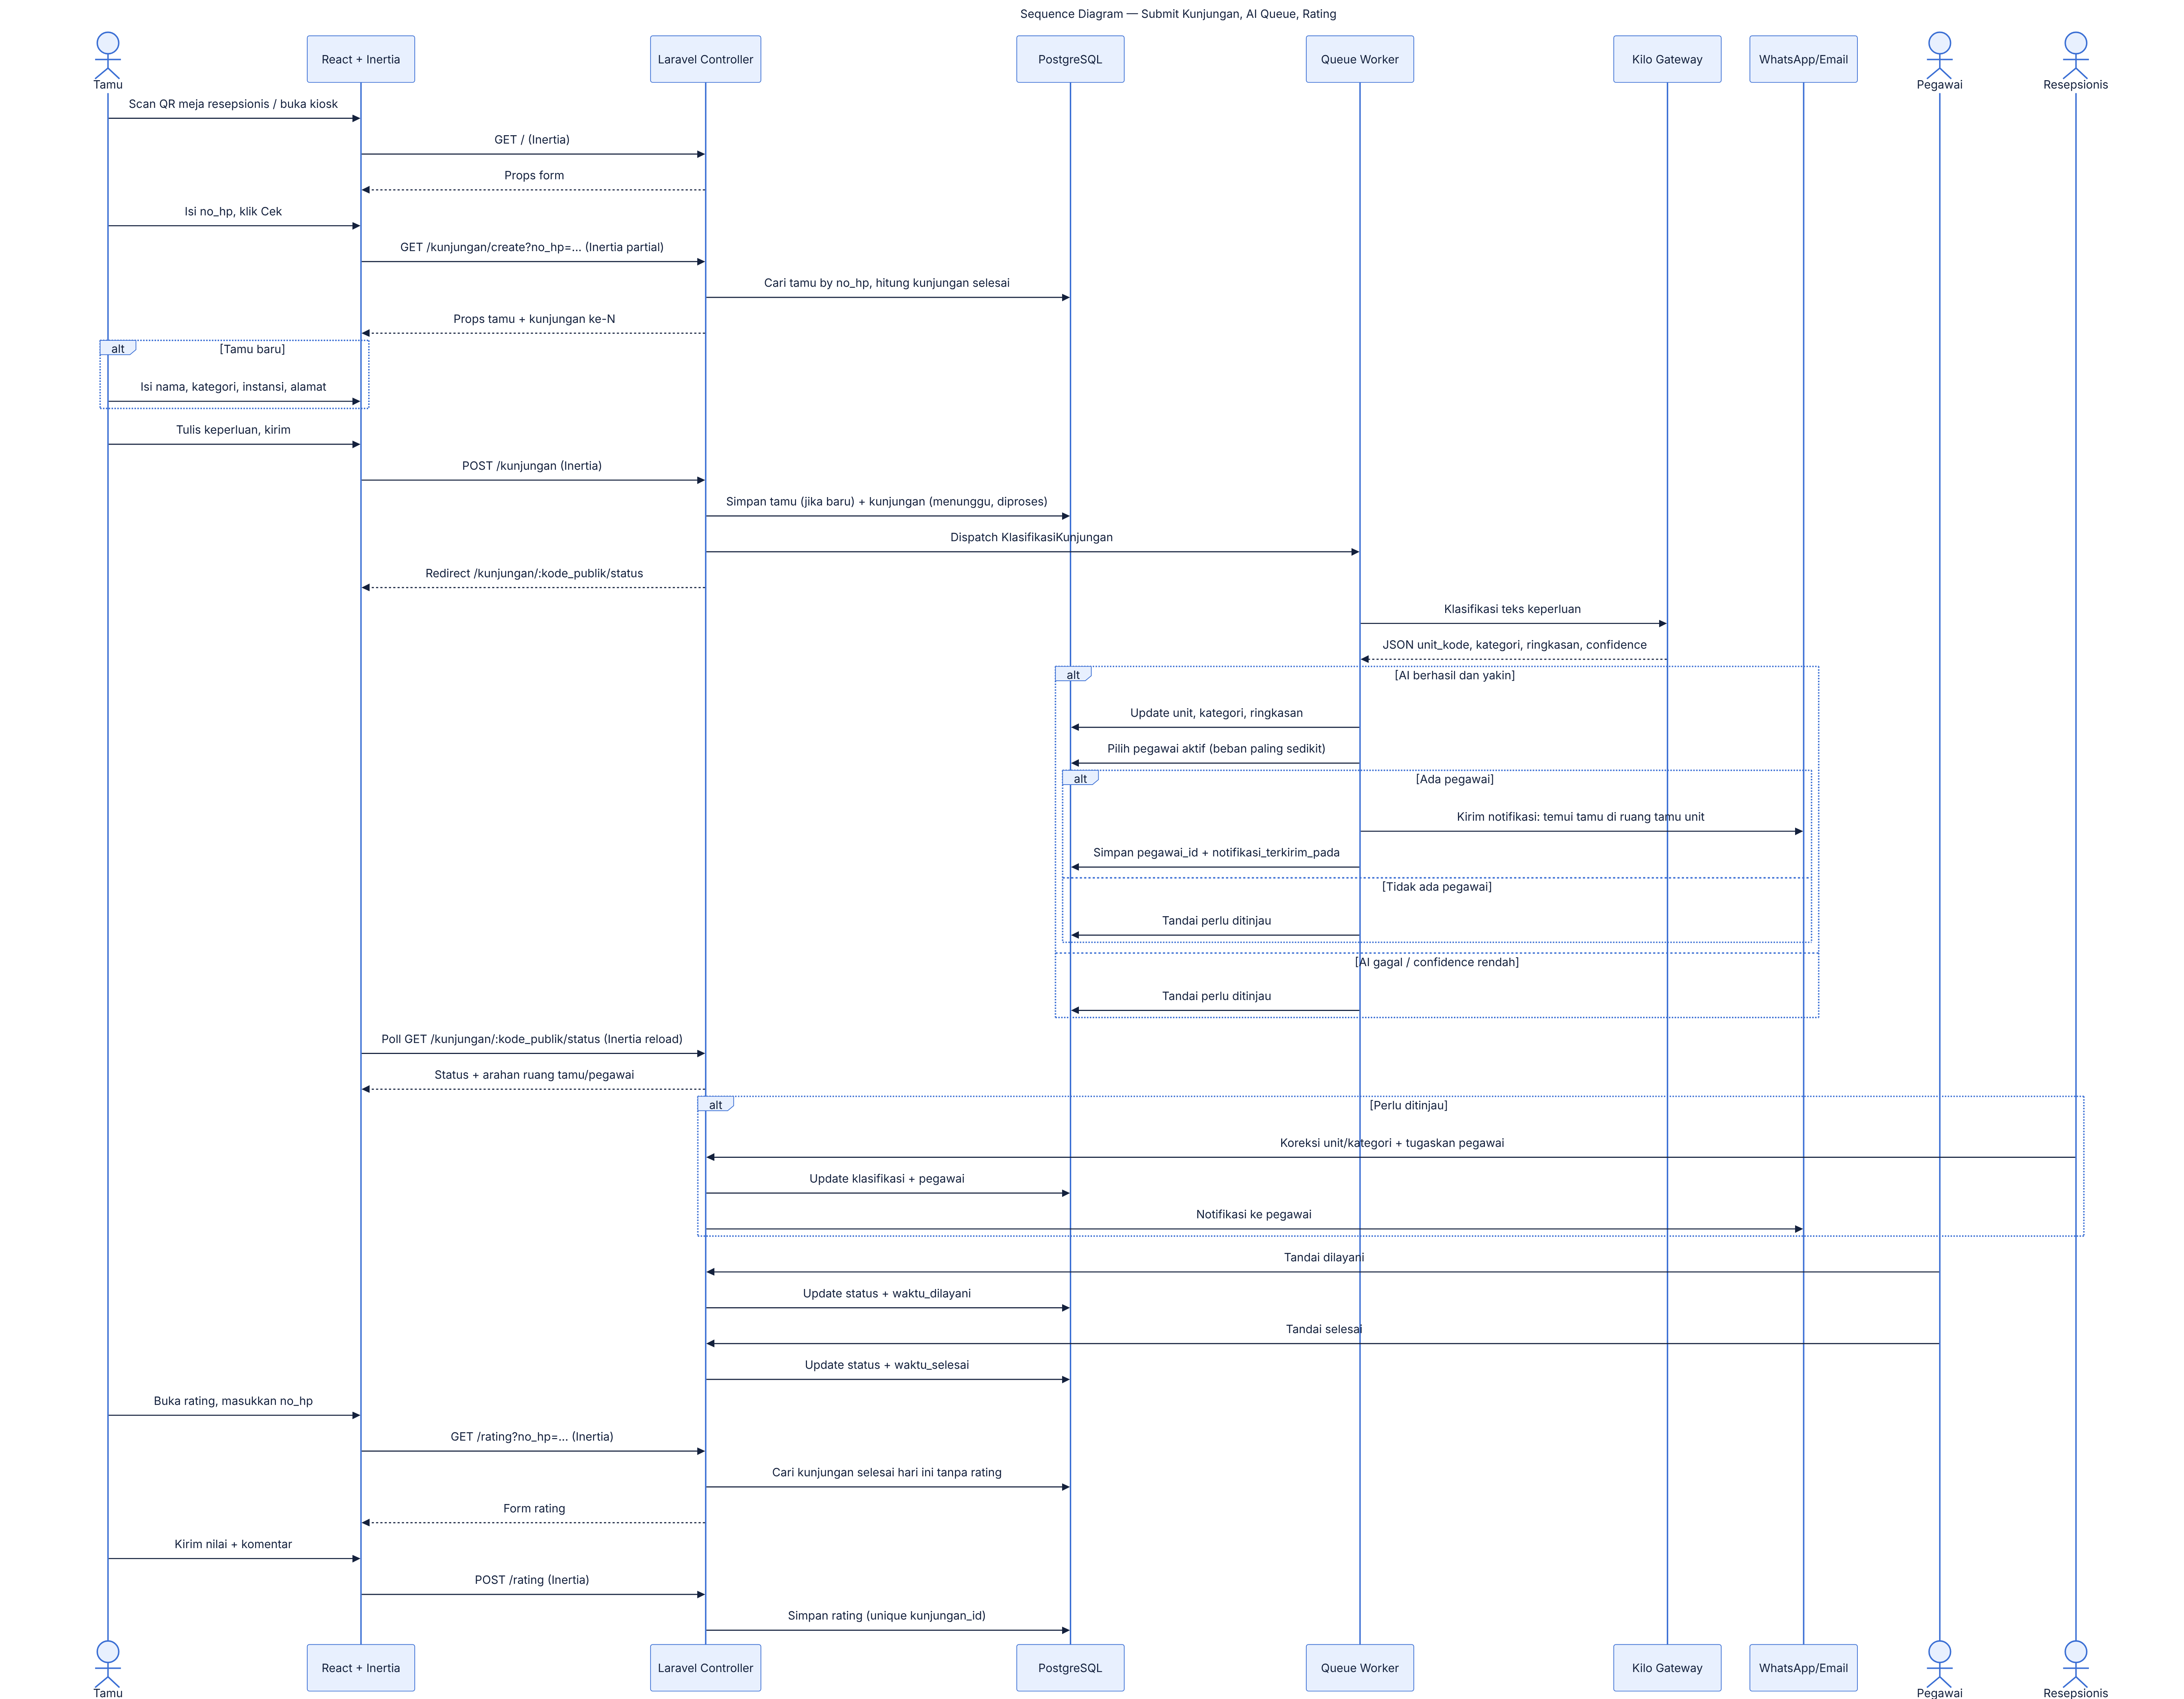 Sequence Diagram — Submit Kunjungan, AI Queue, Rating
Tamu
React + Inertia
Laravel Controller
PostgreSQL
Queue Worker
Kilo Gateway
WhatsApp/Email
Pegawai
Resepsionis
Scan QR meja resepsionis / buka kiosk
GET / (Inertia)
Props form
Isi no_hp, klik Cek
GET /kunjungan/create?no_hp=... (Inertia partial)
Cari tamu by no_hp, hitung kunjungan selesai
Props tamu + kunjungan ke-N
alt
[Tamu baru]
Isi nama, kategori, instansi, alamat
Tulis keperluan, kirim
POST /kunjungan (Inertia)
Simpan tamu (jika baru) + kunjungan (menunggu, diproses)
Dispatch KlasifikasiKunjungan
Redirect /kunjungan/:kode_publik/status
Klasifikasi teks keperluan
JSON unit_kode, kategori, ringkasan, confidence
alt
[AI berhasil dan yakin]
Update unit, kategori, ringkasan
Pilih pegawai aktif (beban paling sedikit)
alt
[Ada pegawai]
Kirim notifikasi: temui tamu di ruang tamu unit
Simpan pegawai_id + notifikasi_terkirim_pada
[Tidak ada pegawai]
Tandai perlu ditinjau
[AI gagal / confidence rendah]
Tandai perlu ditinjau
Poll GET /kunjungan/:kode_publik/status (Inertia reload)
Status + arahan ruang tamu/pegawai
alt
[Perlu ditinjau]
Koreksi unit/kategori + tugaskan pegawai
Update klasifikasi + pegawai
Notifikasi ke pegawai
Tandai dilayani
Update status + waktu_dilayani
Tandai selesai
Update status + waktu_selesai
Buka rating, masukkan no_hp
GET /rating?no_hp=... (Inertia)
Cari kunjungan selesai hari ini tanpa rating
Form rating
Kirim nilai + komentar
POST /rating (Inertia)
Simpan rating (unique kunjungan_id)
Tamu
React + Inertia
Laravel Controller
PostgreSQL
Queue Worker
Kilo Gateway
WhatsApp/Email
Pegawai
Resepsionis